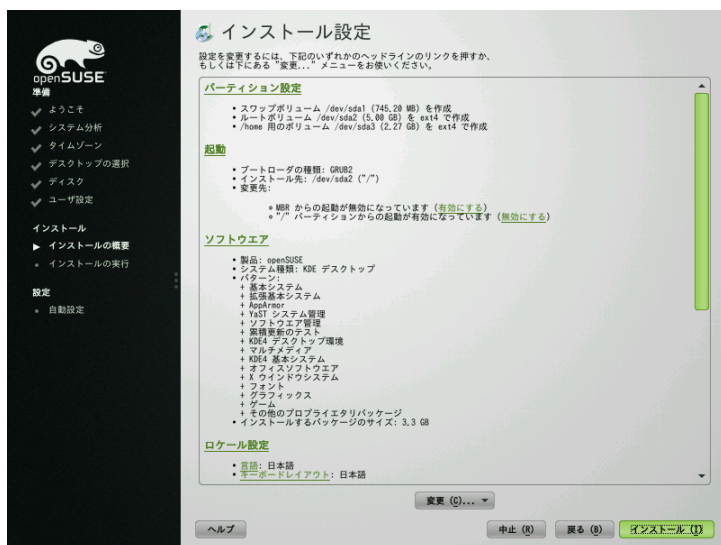 openSUSE
準備
ようこそ
システム分析
タイムゾーン
デスクトップの選択
ディスク
ユーザ設定
インストール
インストールの概要
インストールの実行
設定
自動設定
インストール設定
設定を変更するには、下記のいずれかのヘッドラインのリンクを押すか、
もしくは下にある "変更..." メニューをお使いください。
パーティション設定
• スワップボリューム /dev/sda1 (745.20 MB) を作成
• ルートボリューム /dev/sda2 (5.00 GB) を ext4 で作成
• /home 用のボリューム /dev/sda3 (2.27 GB) を ext4 で作成
起動
• ブートローダの種類: GRUB2
• インストール先: /dev/sda2 ("/")
• 変更先:
MBR からの起動が無効になっています (有効にする)
"/" パーティションからの起動が有効になっています (無効にする)
ソフトウエア
• 製品: openSUSE
• システム種類: KDE デスクトップ
• パターン:
+ 基本システム
+ 拡張基本システム
+ AppArmor
+ YaST システム管理
+ ソフトウエア管理
+ 累積更新のテスト
+ KDE4 デスクトップ環境
+ マルチメディア
+ KDE4 基本システム
+ オフィスソフトウエア
+ X ウインドウシステム
+ フォント
+ グラフィックス
+ ゲーム
+ その他のプロプライエタリパッケージ
• インストールするパッケージのサイズ: 3.3 GB
ロケール設定
• 言語: 日本語
• キーボードレイアウト: 日本語
変更 (C)...
ヘルプ
中止 (R)
戻る (B)
インストール (I)